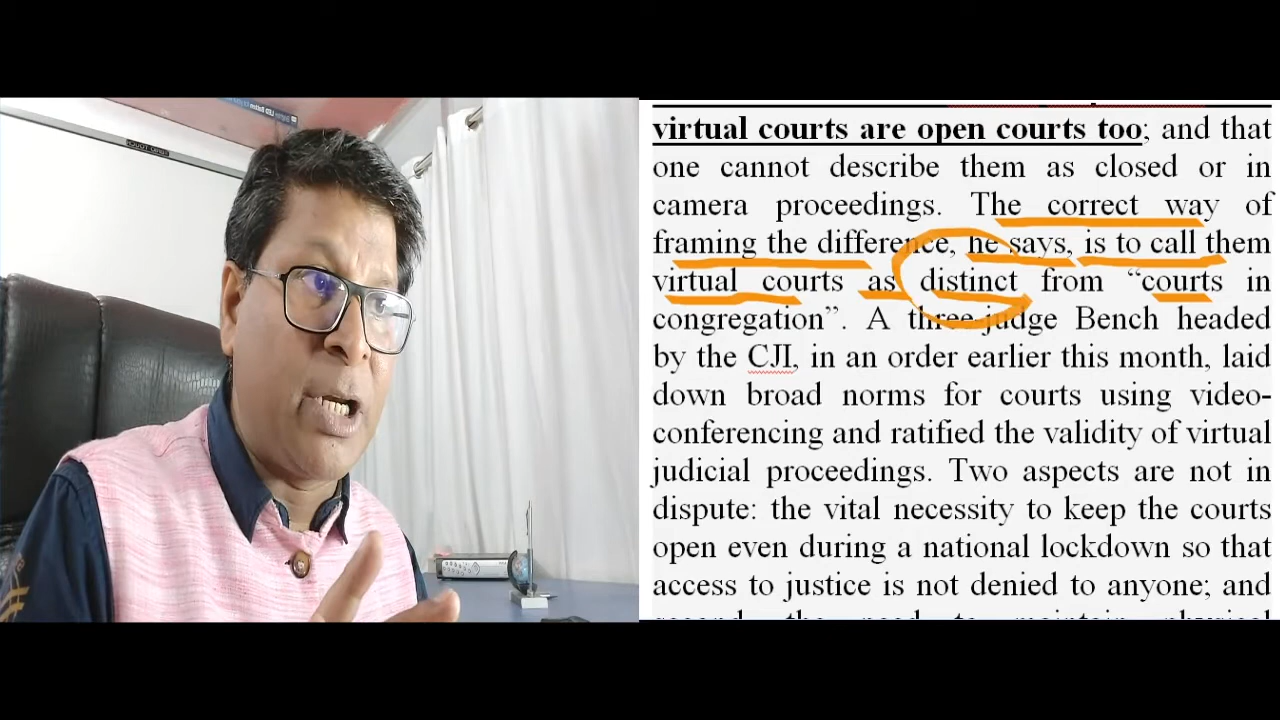 virtual courts are open courts too; and that
one cannot describe them as closed or in
camera proceedings. The correct way of
framing the difference, he says, is to call them
virtual courts as distinct from “courts in
congregation”. A three-judge Bench headed
by the CJI, in an order earlier this month, laid
down broad norms for courts using video-
conferencing and ratified the validity of virtual
judicial proceedings. Two aspects are not in
dispute: the vital necessity to keep the courts
open even during a national lockdown so that
access to justice is not denied to anyone; and